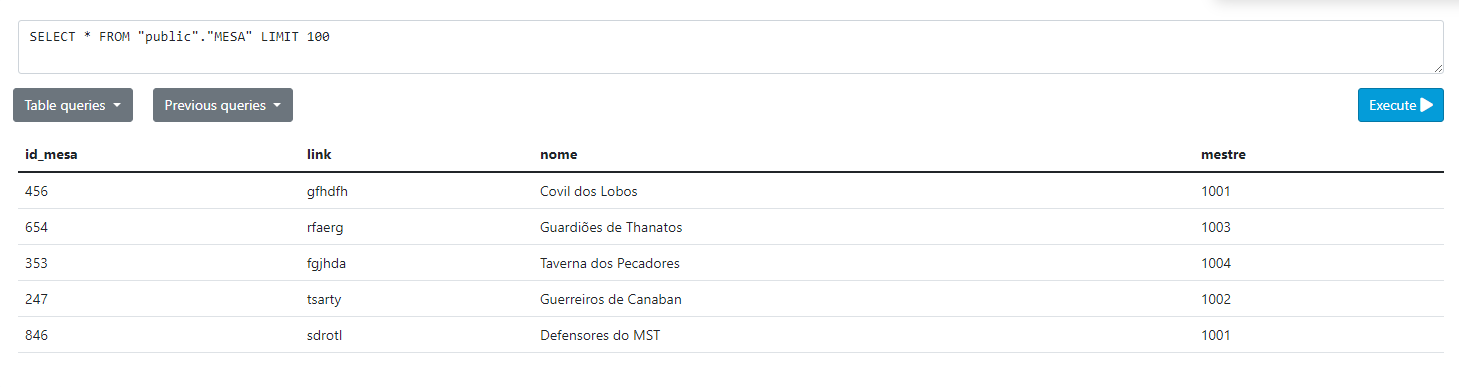 SELECT * FROM "public"."MESA" LIMIT 100
Table queries Previous queries Execute
id_mesa link nome mestre
456 gfhdfh Covil dos Lobos 1001
654 rfaerg Guardiões de Thanatos 1003
353 fgjhda Taverna dos Pecadores 1004
247 tsarty Guerreiros de Canaban 1002
846 sdrotl Defensores do MST 1001